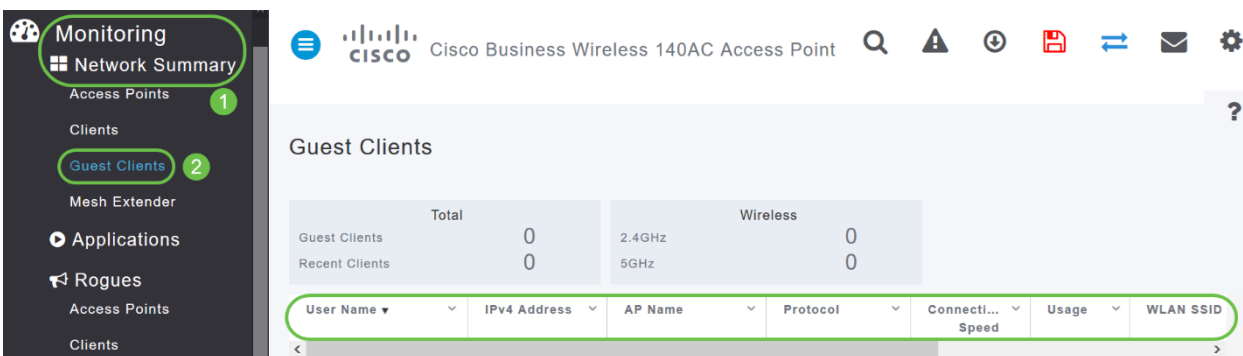 Monitoring
Network Summary
1
Access Points
Clients
Guest Clients 2
Mesh Extender
Applications
Rogues
Access Points
Clients
CISCO Cisco Business Wireless 140AC Access Point
?
Guest Clients
Total
Guest Clients 0
Recent Clients 0
Wireless
2.4GHz 0
5GHz 0
User Name IPv4 Address AP Name Protocol Connecti... Usage WLAN SSID
Speed